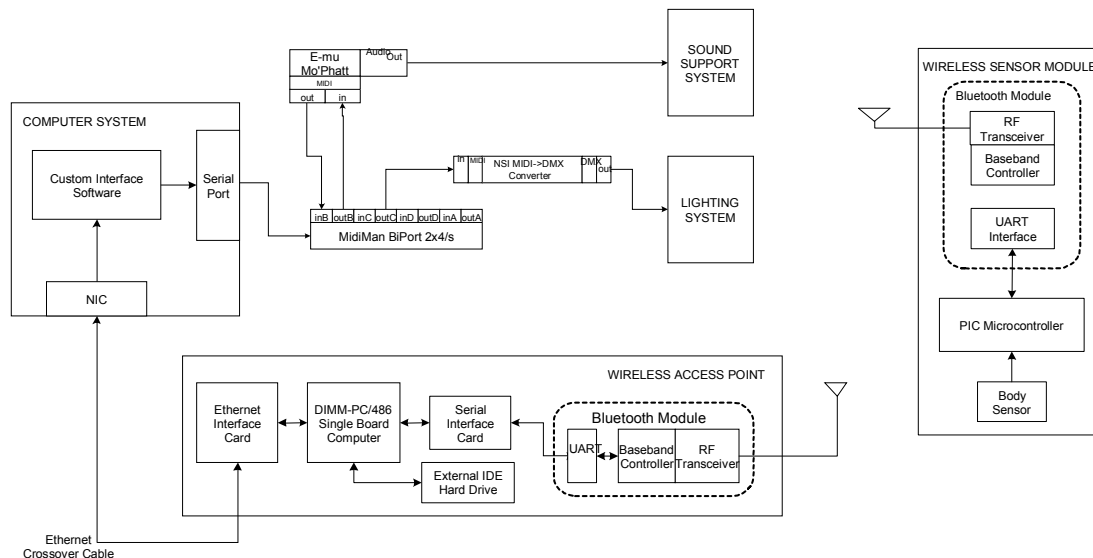 E-mu
Mo'Phatt
Audio
Out
MIDI
out
in
SOUND
SUPPORT
SYSTEM
COMPUTER SYSTEM
Custom Interface
Software
Serial
Port
NIC
in
MIDI
NSI MIDI->DMX
Converter
DMX
out
inB
outB
inC
outC
inD
outD
inA
outA
MidiMan BiPort 2x4/s
LIGHTING
SYSTEM
WIRELESS SENSOR MODULE
Bluetooth Module
RF
Transceiver
Baseband
Controller
UART
Interface
PIC Microcontroller
Body
Sensor
WIRELESS ACCESS POINT
Ethernet
Interface
Card
DIMM-PC/486
Single Board
Computer
Serial
Interface
Card
External IDE
Hard Drive
Bluetooth Module
UART
Baseband
Controller
RF
Transceiver
Ethernet
Crossover Cable